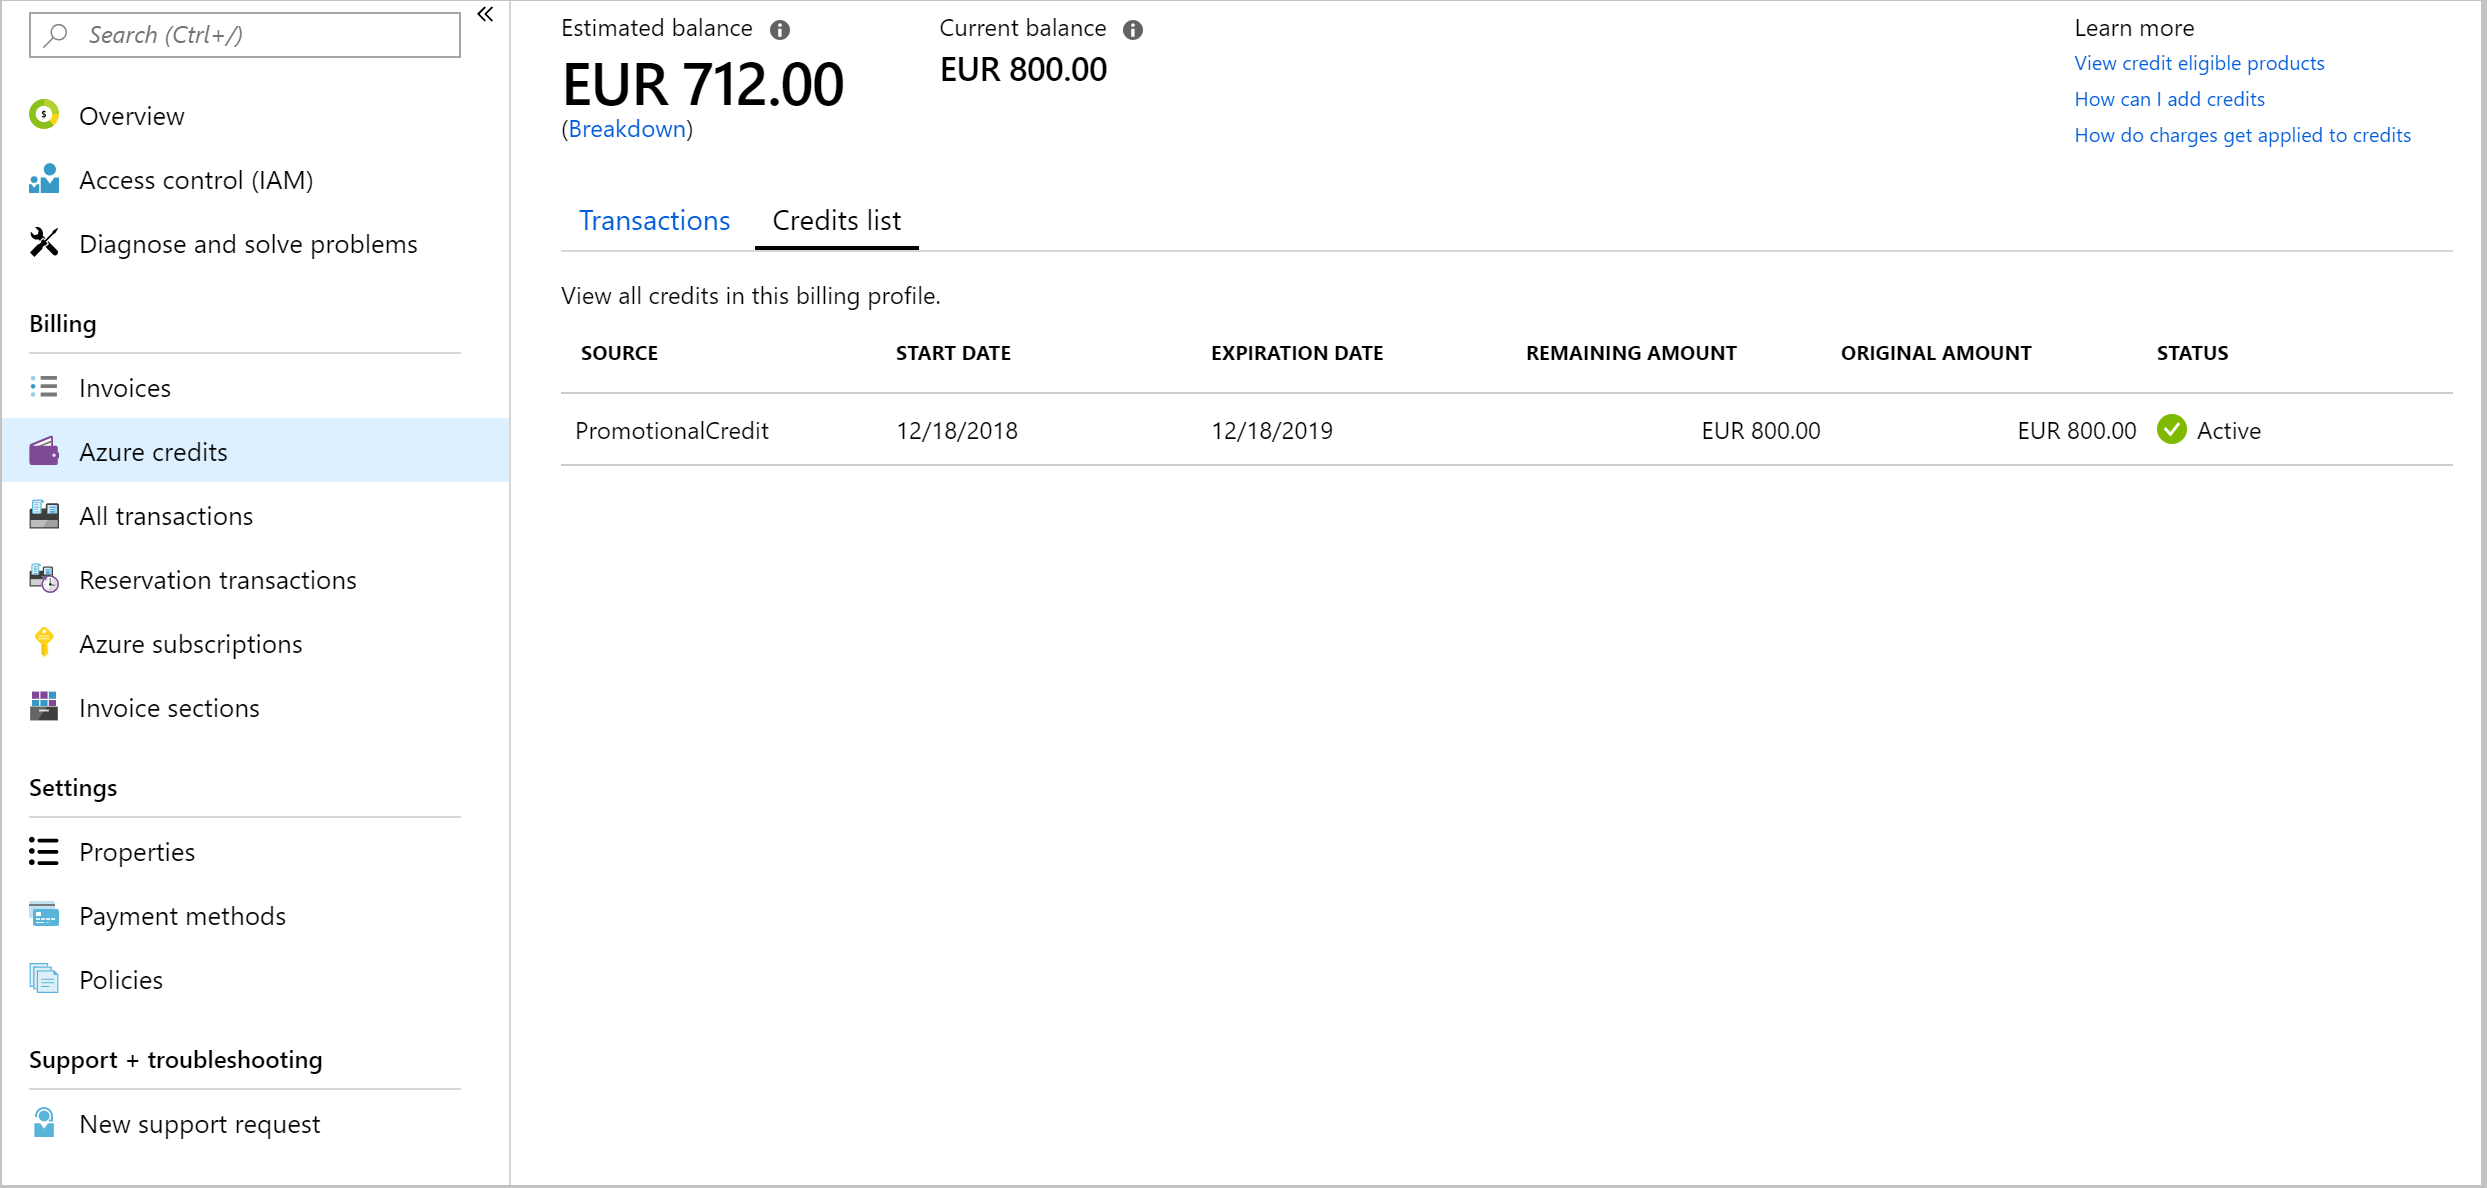 Search (Ctrl+/)
«
Overview
Access control (IAM)
Diagnose and solve problems
Billing
Invoices
Azure credits
All transactions
Reservation transactions
Azure subscriptions
Invoice sections
Settings
Properties
Payment methods
Policies
Support + troubleshooting
New support request
Estimated balance
EUR 712.00
(Breakdown)
Current balance
EUR 800.00
Learn more
View credit eligible products
How can I add credits
How do charges get applied to credits
Transactions Credits list
View all credits in this billing profile.
SOURCE START DATE EXPIRATION DATE REMAINING AMOUNT ORIGINAL AMOUNT STATUS
PromotionalCredit 12/18/2018 12/18/2019 EUR 800.00 EUR 800.00 Active